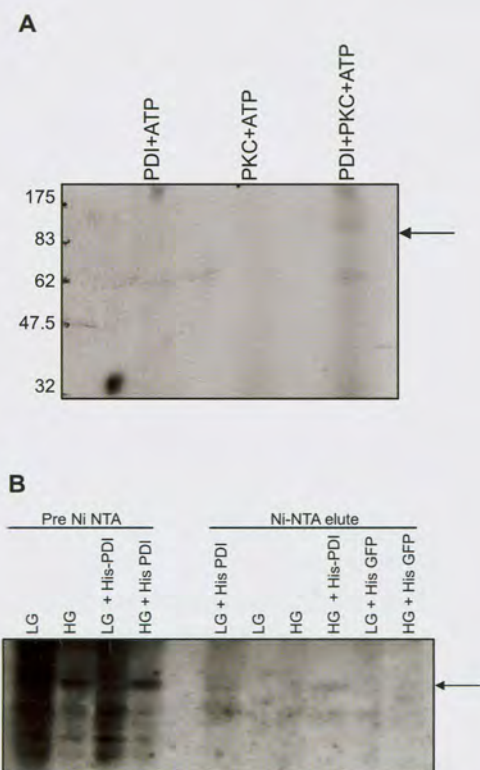 A
PDI+ATP PKC+ATP PDI+PKC+ATP
175
83
62
47.5
32
B
Pre Ni NTA Ni-NTA elute
LG HG LG + His-PDI HG + His PDI LG + His PDI LG HG HG + His-PDI LG + His GFP HG + His GFP